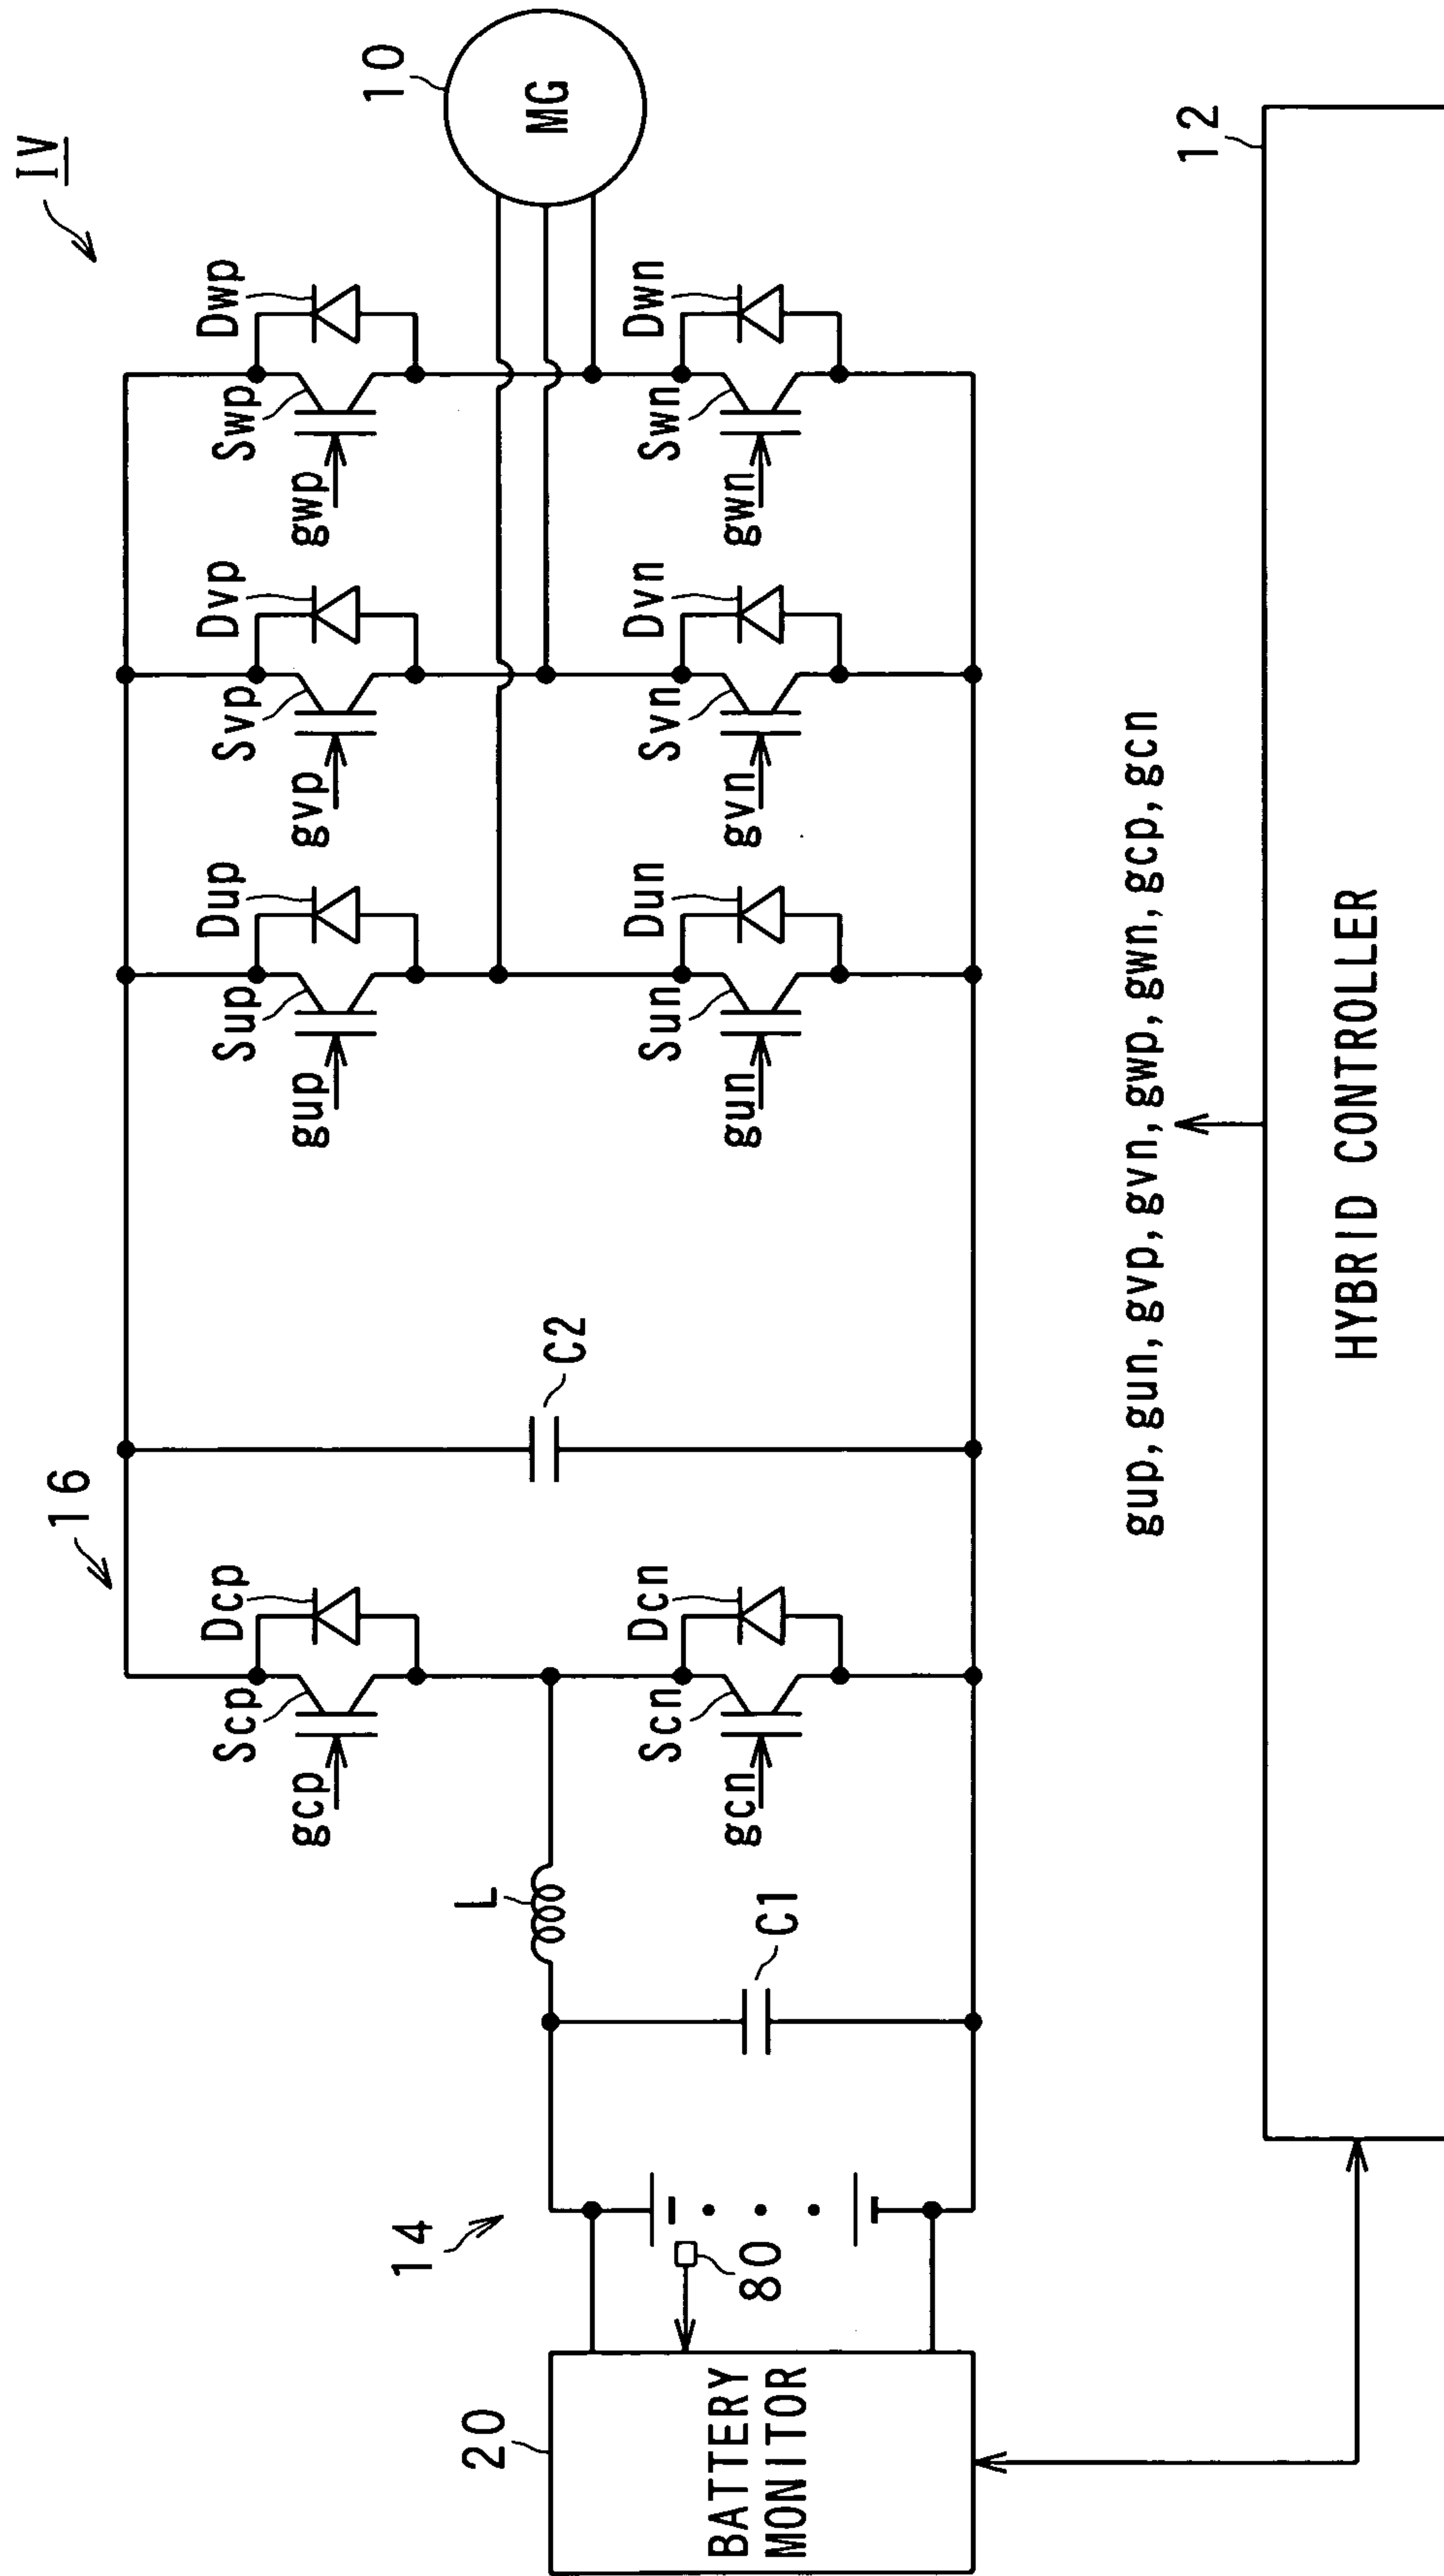 IV
16
10
MG
Dcp
Scp
gcp
Dup
Sup
gup
Dvp
Svp
gvp
Dwp
Swp
gwp
C2
L
C1
Dcn
Scn
gcn
Dun
Sun
gun
Dvn
Svn
gvn
Dwn
Swn
gwn
14
20
80
BATTERY
MONITOR
gup,gun,gvp,gvn,gwp,gwn,gcp,gcn
12
HYBRID CONTROLLER